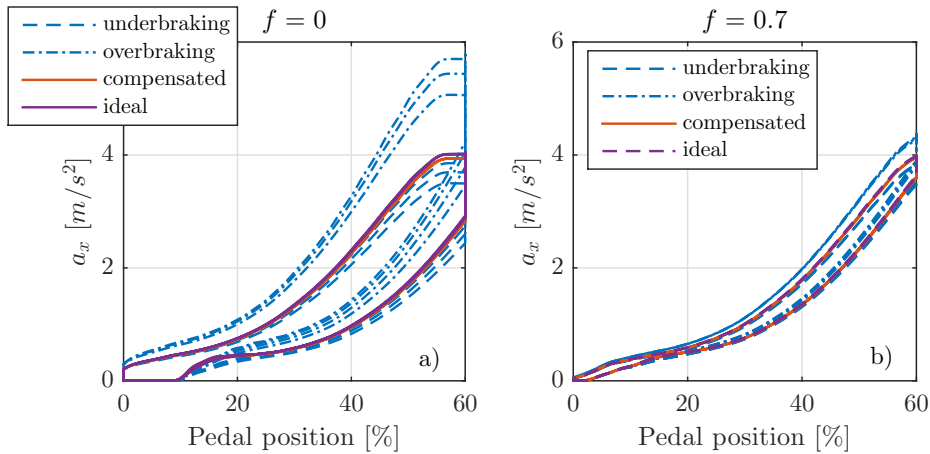 f = 0
underbraking
overbraking
compensated
ideal
a_x [m/s^2]
4
2
0
0
20
40
60
a)
Pedal position [%]
f = 0.7
underbraking
overbraking
compensated
ideal
a_x [m/s^2]
6
4
2
0
0
20
40
60
b)
Pedal position [%]